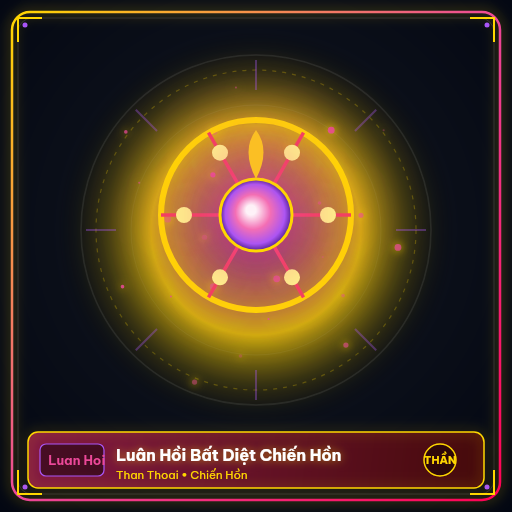 Luan Hoi
Luân Hồi Bất Diệt Chiến Hồn
Than Thoai • Chiến Hồn
THẦN